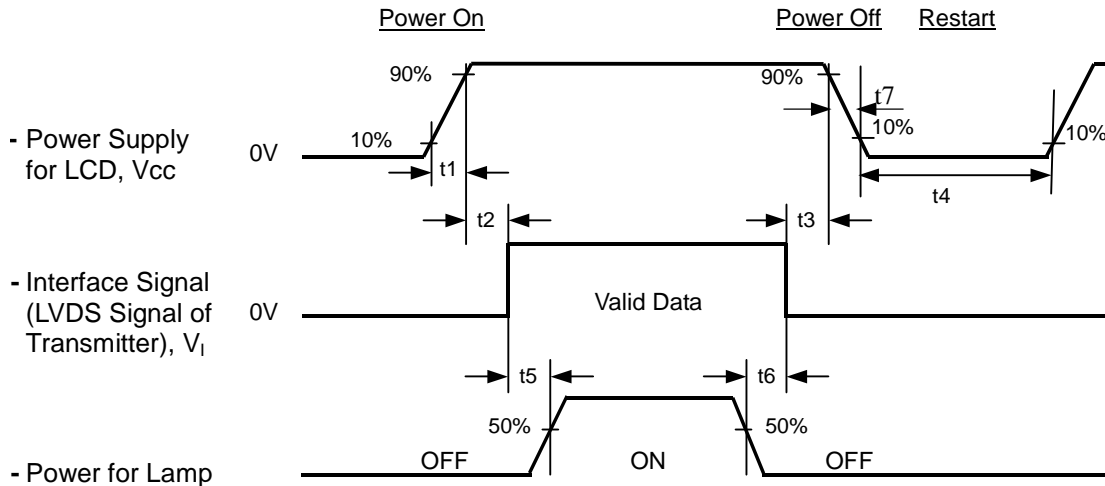 Power On
Power Off
Restart
90%
90%
t7
- Power Supply
for LCD, Vcc
0V
10%
t1
10%
10%
t4
t2
t3
- Interface Signal
(LVDS Signal of
Transmitter), VI
0V
Valid Data
t5
t6
50%
50%
- Power for Lamp
OFF
ON
OFF